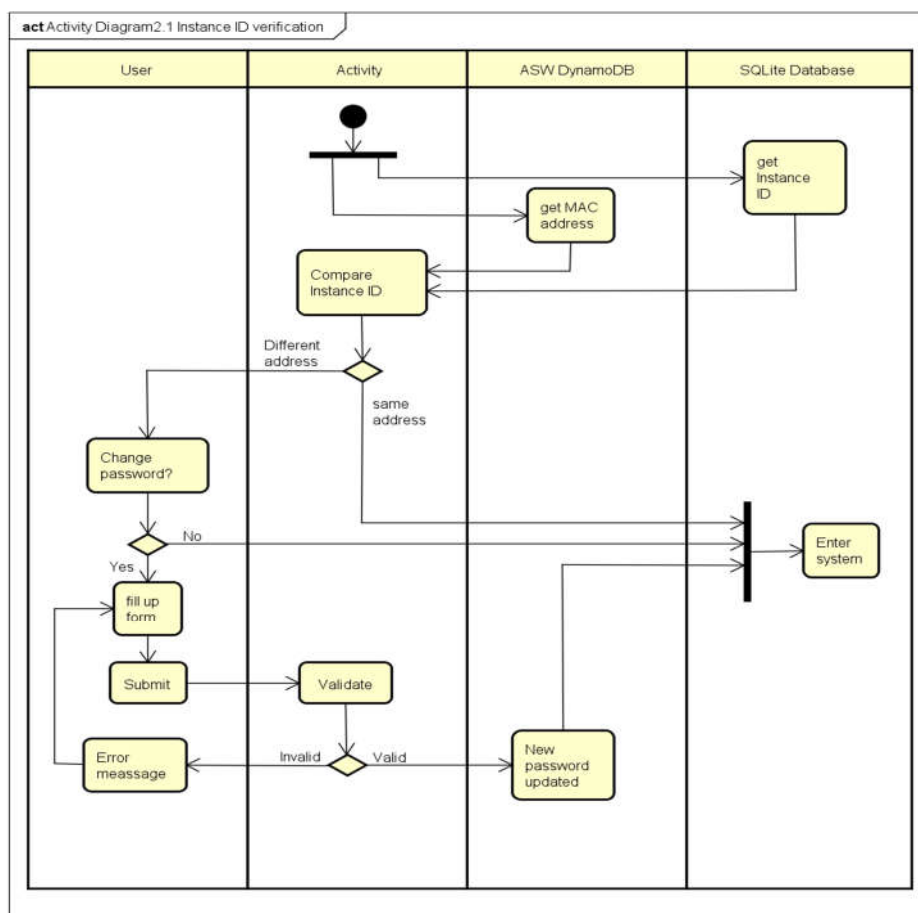 act Activity Diagram2.1 Instance ID verification
User
Activity
ASW DynamoDB
SQLite Database
get
Instance
ID
get MAC
address
Compare
Instance ID
Different
address
same
address
Change
password?
No
Enter
system
Yes
fill up
form
Submit
Validate
Error
meassage
Invalid
Valid
New
password
updated